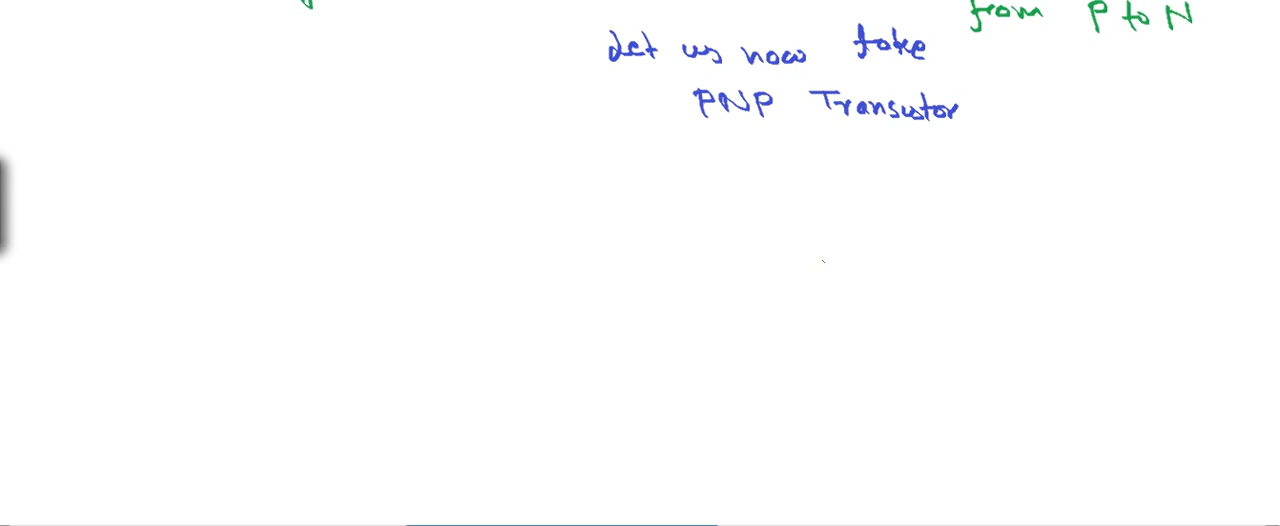 from P to N
Let us now take
PNP Transistor